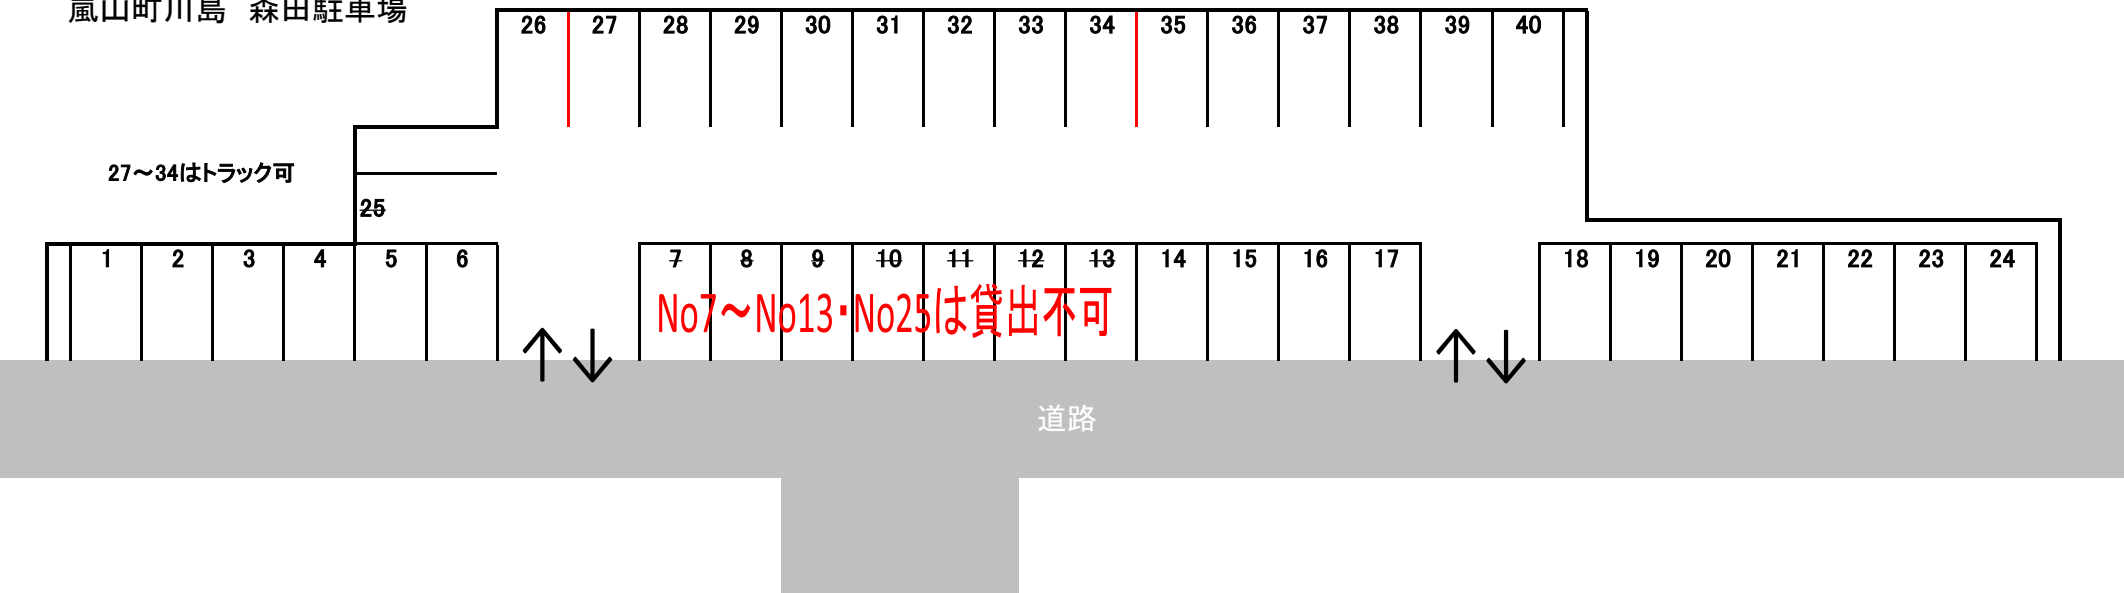 嵐山町川島　森田駐車場
26 27 28 29 30 31 32 33 34 35 36 37 38 39 40
27～34はトラック可
25
1 2 3 4 5 6 7 8 9 10 11 12 13 14 15 16 17 18 19 20 21 22 23 24
No7～No13・No25は貸出不可
道路